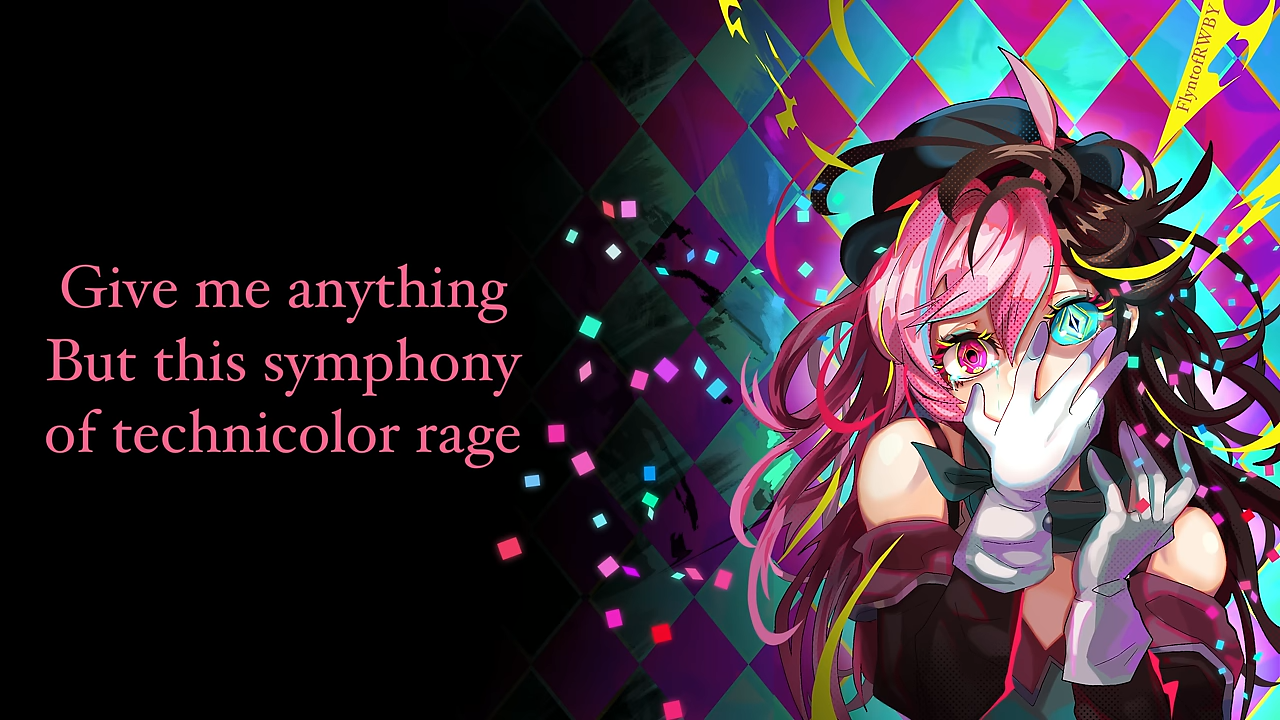 Give me anything
But this symphony
of technicolor rage
FlyntofRWBY